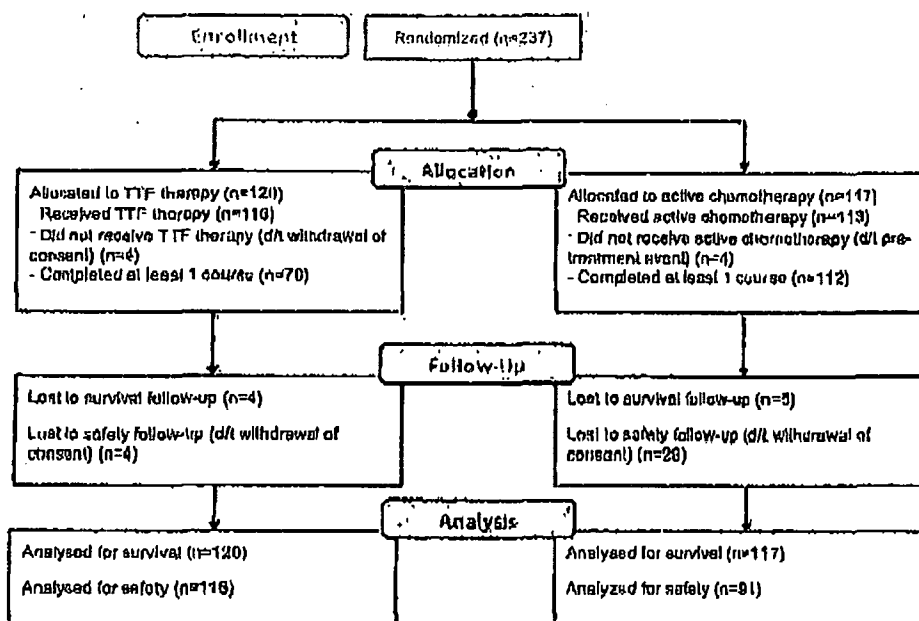 Enrollment
Randomized (n=237)
Allocation
Allocated to TTF therapy (n=120)
Received TTF therapy (n=116)
- Did not receive TTF therapy (d/t withdrawal of
consent) (n=4)
- Completed at least 1 course (n=70)
Allocated to active chemotherapy (n=117)
Received active chemotherapy (n=113)
- Did not receive active chemotherapy (d/t pre-
treatment event) (n=4)
- Completed at least 1 course (n=112)
Follow-Up
Lost to survival follow-up (n=4)
Lost to safety follow-up (d/t withdrawal of
consent) (n=4)
Lost to survival follow-up
Lost to safety follow-up (d/t withdrawal of
consent) (n=26)
Analysis
Analysed for survival (n=120)
Analysed for safety (n=116)
Analysed for survival (n=117)
Analyzed for safety (n=91)